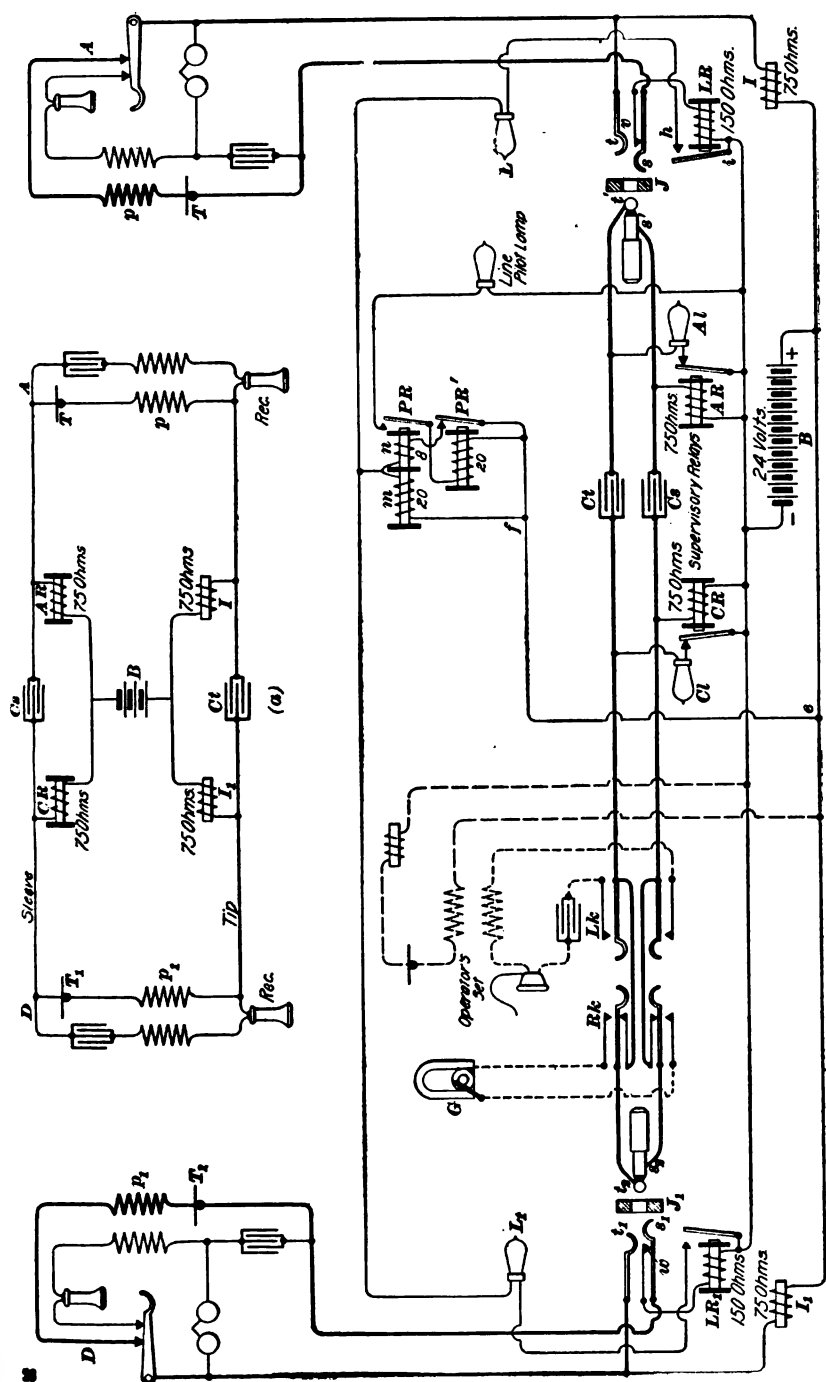 A
p
T
A
T
p
Rec.
AR
75 Ohms
75 Ohms
I
Cs
B
Ct
(a)
CR
75 Ohms
75 Ohms
I₁
Sleeve
Tip
D
T₁
p₁
Rec.
D
p₁
L
Line
Pilot Lamp
PR
PR'
n
8
m
20
20
f
t
v
s
h
LR
150 Ohms.
i
I
75 Ohms.
J
t'
s'
Al
AR
75 Ohms
Supervisory Relays
Ct
Cs
75 Ohms
CR
Cl
24 Volts.
+
B
-
e
Operator's
Set
Lk
Rk
G
t₂
s₂
J₁
t₁
s₁
w
L₁
LR₁
150 Ohms
75 Ohms.
I₁